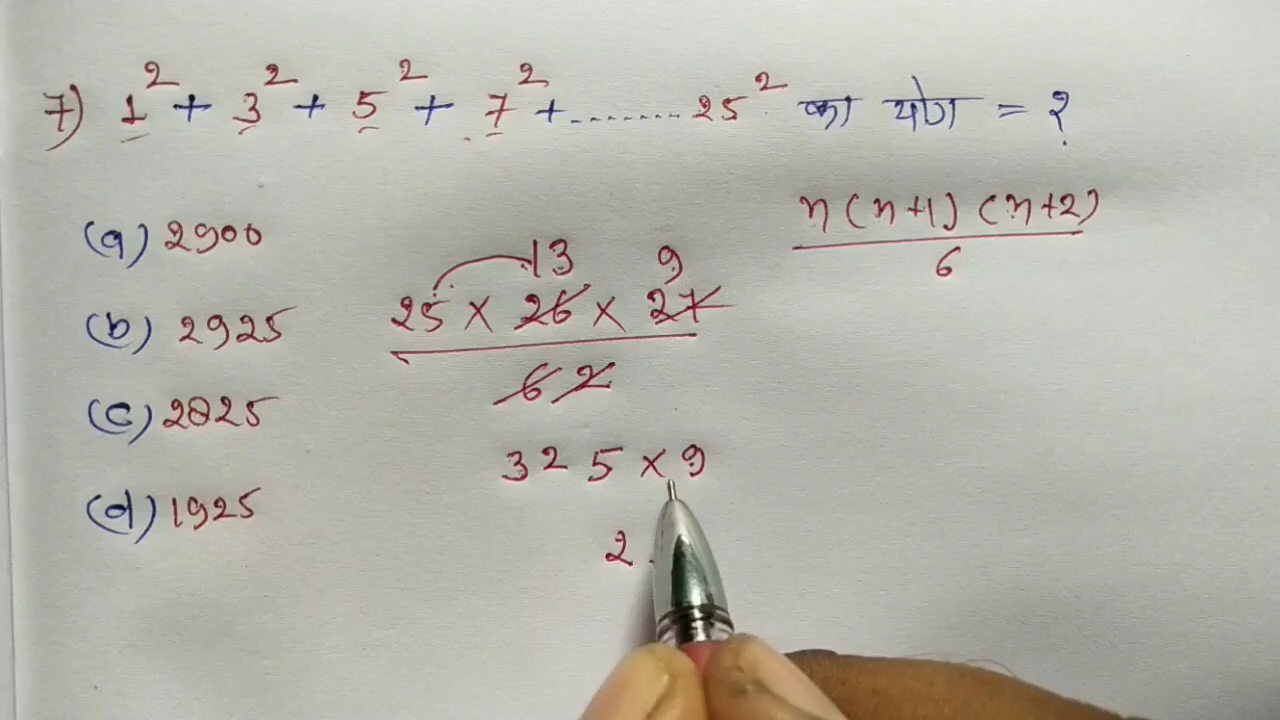 7) 1² + 3² + 5² + 7² + ........ 25² का योग = ?
n (n+1) (n+2)
6
(a) 2900
(b) 2925
(c) 2825
(d) 1925
13 9
25 × 26 × 27
6 2
325 × 9
2